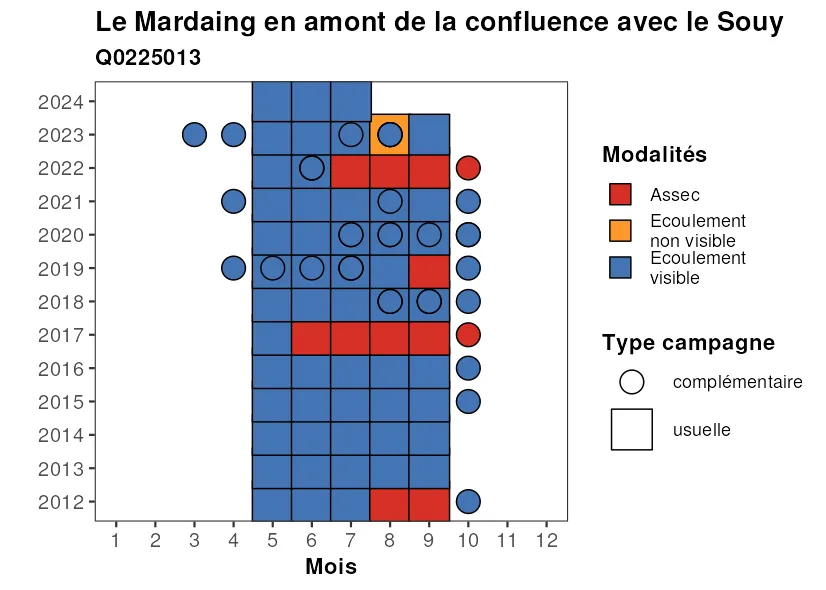 Le Mardaing en amont de la confluence avec le Souy
Q0225013
2024
2023
2022
2021
2020
2019
2018
2017
2016
2015
2014
2013
2012
1 2 3 4 5 6 7 8 9 10 11 12
Mois
Modalités
Assec
Ecoulement
non visible
Ecoulement
visible
Type campagne
complémentaire
usuelle